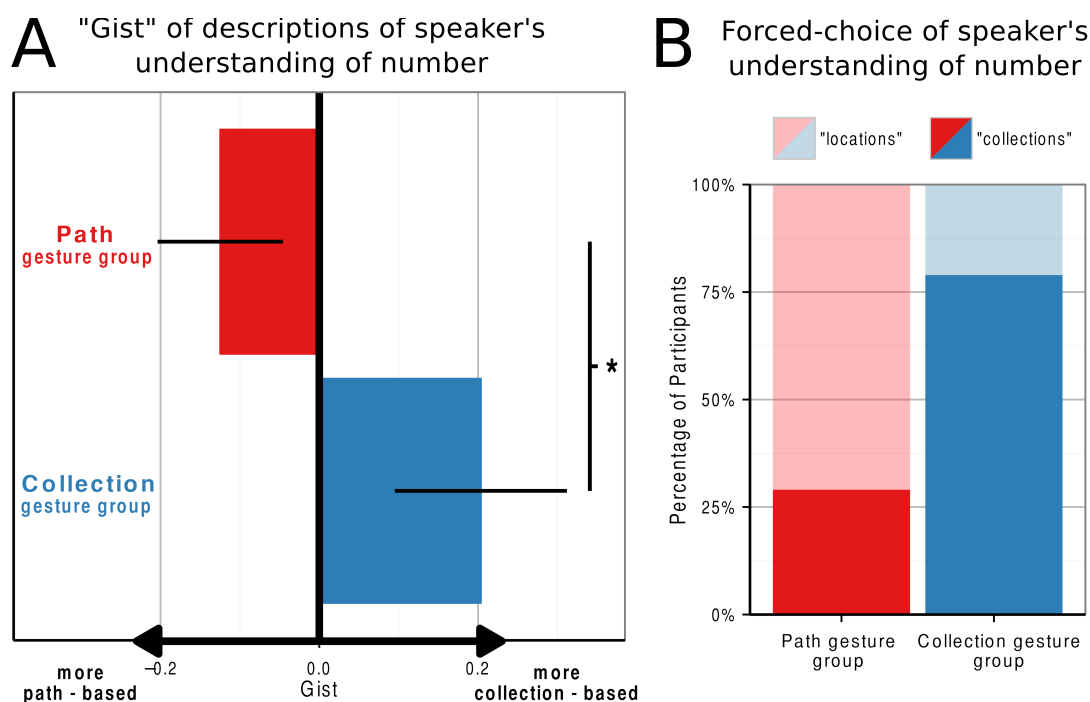 A
"Gist" of descriptions of speaker's
understanding of number
Path
gesture group
*
Collection
gesture group
−0.2
0.0
0.2
more
path - based
Gist
more
collection - based
B
Forced-choice of speaker's
understanding of number
"locations"
"collections"
100%
75%
50%
25%
0%
Percentage of Participants
Path gesture
group
Collection gesture
group